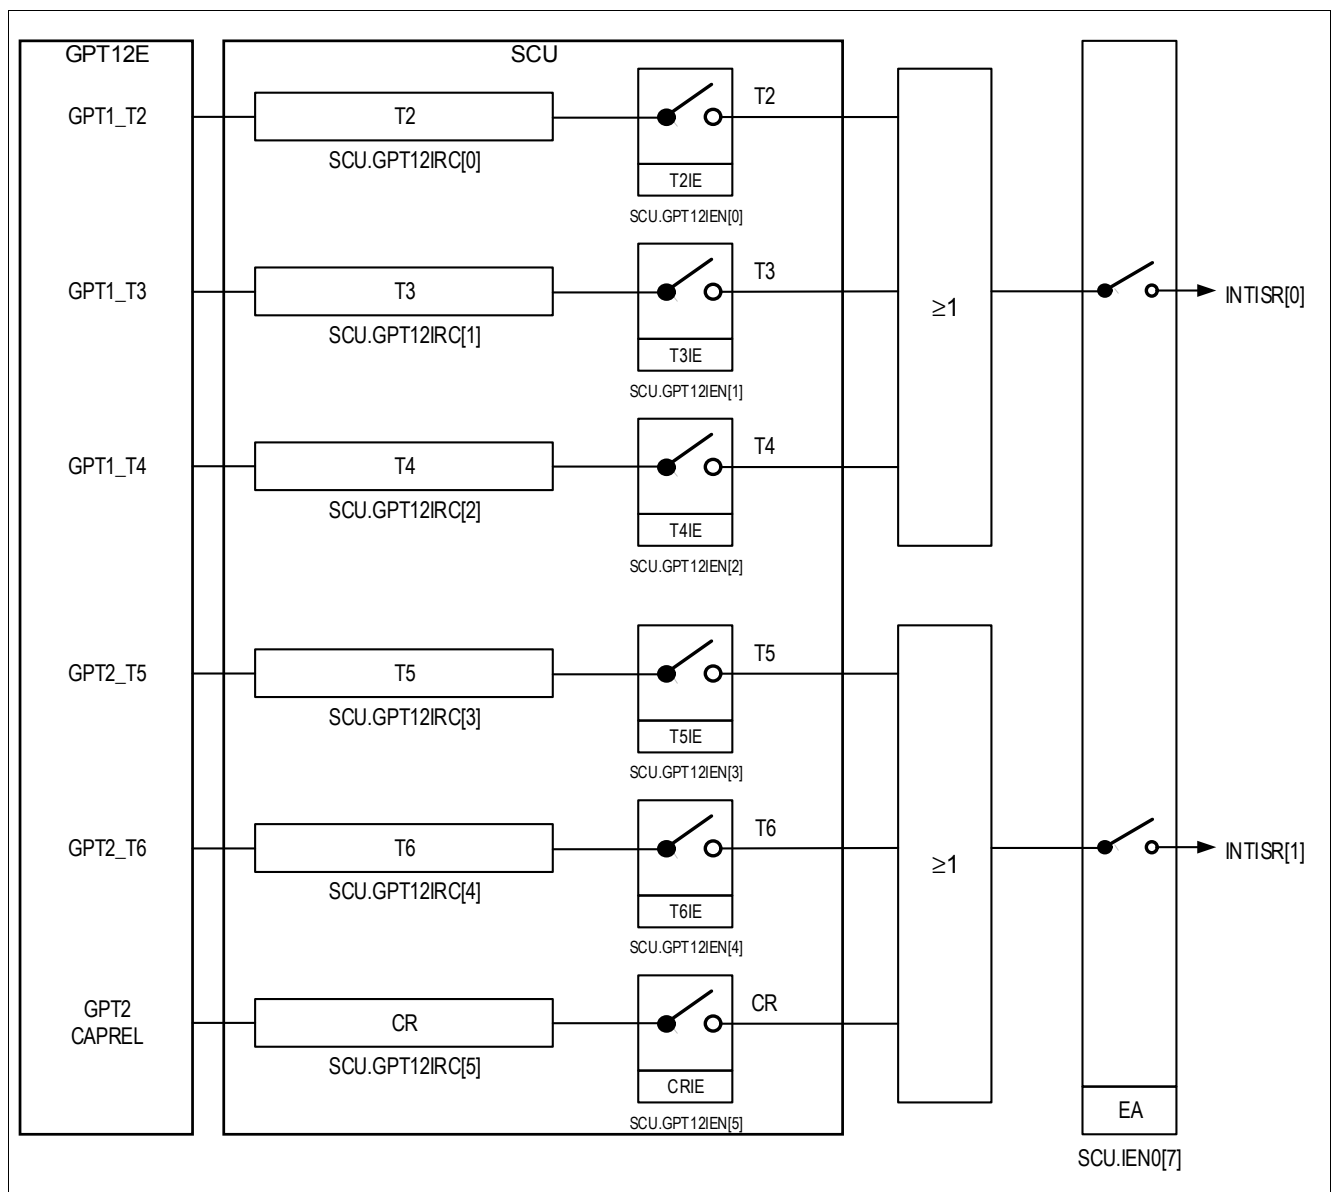 GPT12E
SCU
GPT1_T2
T2
T2
SCU.GPT12IRC[0]
T2IE
SCU.GPT12IEN[0]
GPT1_T3
T3
T3
≥1
INTISR[0]
SCU.GPT12IRC[1]
T3IE
SCU.GPT12IEN[1]
GPT1_T4
T4
T4
SCU.GPT12IRC[2]
T4IE
SCU.GPT12IEN[2]
GPT2_T5
T5
T5
SCU.GPT12IRC[3]
T5IE
SCU.GPT12IEN[3]
GPT2_T6
T6
T6
≥1
INTISR[1]
SCU.GPT12IRC[4]
T6IE
SCU.GPT12IEN[4]
GPT2
CAPREL
CR
CR
SCU.GPT12IRC[5]
CRIE
SCU.GPT12IEN[5]
EA
SCU.IEN0[7]